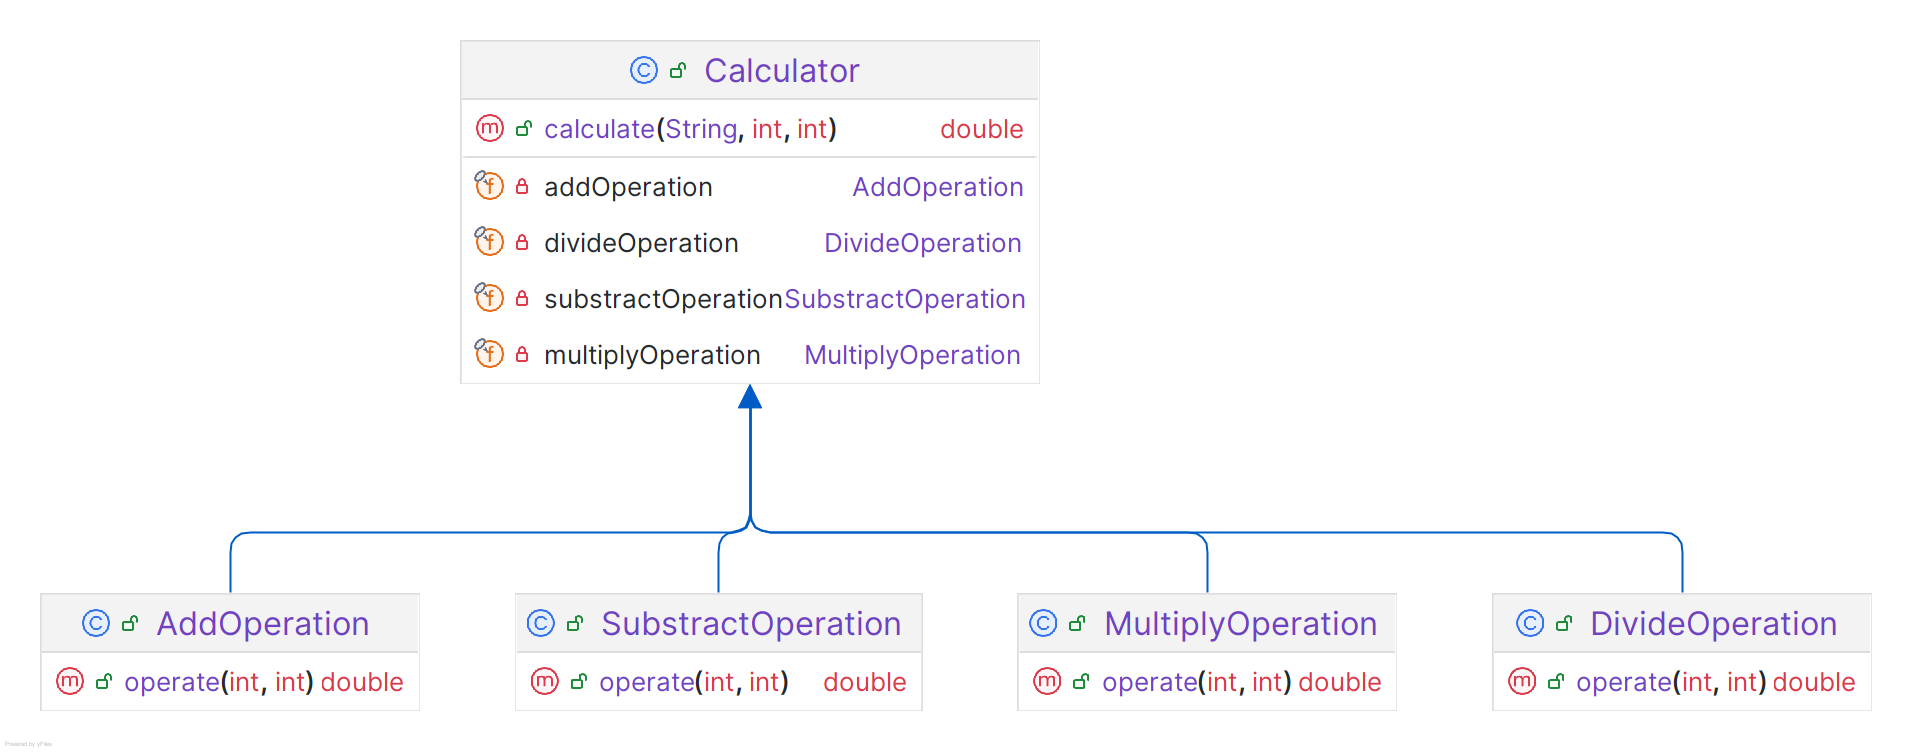 Calculator
calculate(String, int, int) double
addOperation AddOperation
divideOperation DivideOperation
substractOperation SubstractOperation
multiplyOperation MultiplyOperation
AddOperation
operate(int, int) double
SubstractOperation
operate(int, int) double
MultiplyOperation
operate(int, int) double
DivideOperation
operate(int, int) double
Powered by yFiles